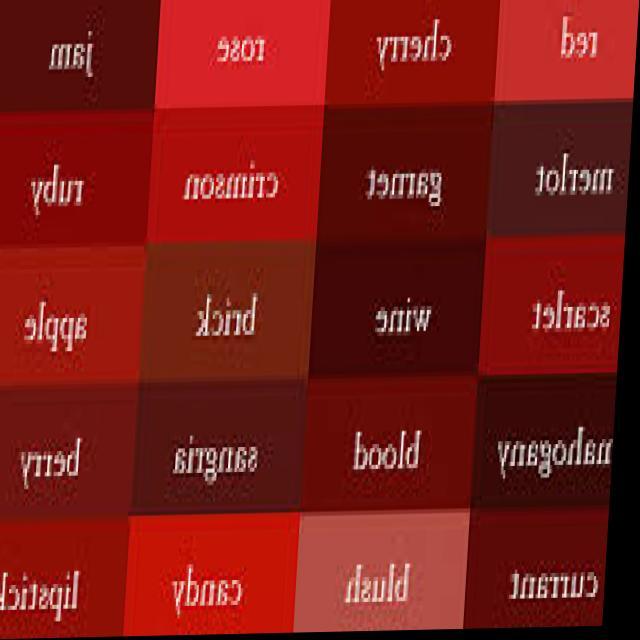 red cherry rose jam
merlot garnet crimson ruby
scarlet wine brick apple
mahogany blood sangria berry
currant blush candy lipstick